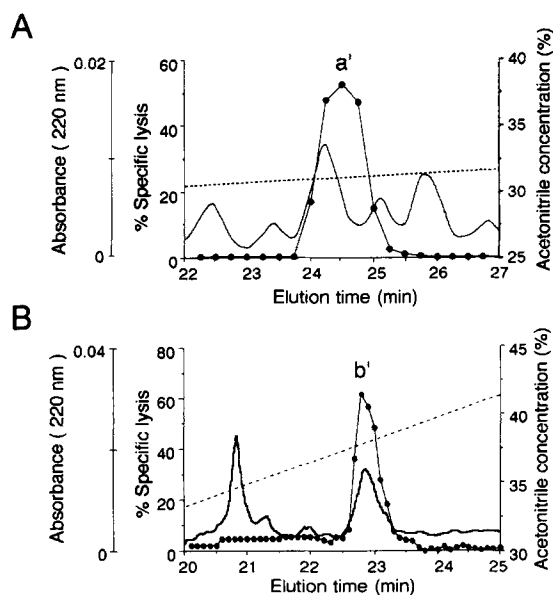 A
a'
Absorbance ( 220 nm )
0.02
0
% Specific lysis
60
40
20
0
Acetonitrile concentration (%)
40
35
30
25
22 23 24 25 26 27
Elution time (min)
B
b'
Absorbance ( 220 nm )
0.04
0
% Specific lysis
80
60
40
20
0
Acetonitrile concentration (%)
45
40
35
30
20 21 22 23 24 25
Elution time (min)